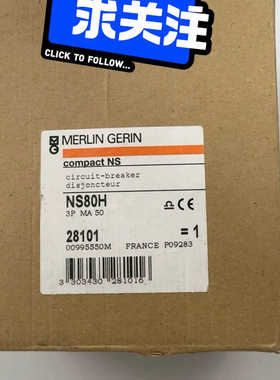 求关注
CLICK TO FOLLOW...
MERLIN GERIN
compact NS
circuit-breaker
disjoncteur
NS80H
3P MA 50
28101 = 1
00995550M FRANCE P09283
3 303430 281016